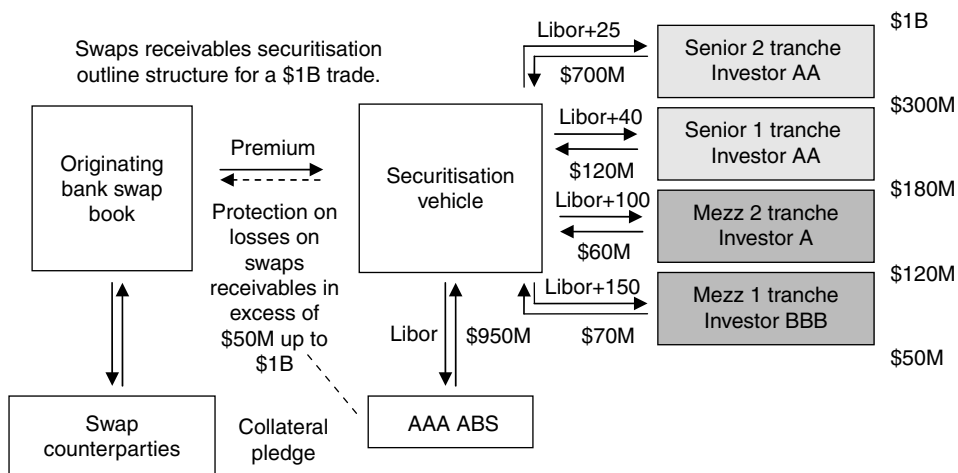 Swaps receivables securitisation
outline structure for a $1B trade.
Originating
bank swap
book
Premium
Protection on
losses on
swaps
receivables in
excess of
$50M up to
$1B
Securitisation
vehicle
Libor+25
$700M
Libor+40
$120M
Libor+100
$60M
Libor+150
$70M
Senior 2 tranche
Investor AA
Senior 1 tranche
Investor AA
Mezz 2 tranche
Investor A
Mezz 1 tranche
Investor BBB
$1B
$300M
$180M
$120M
$50M
Libor
$950M
Swap
counterparties
Collateral
pledge
AAA ABS